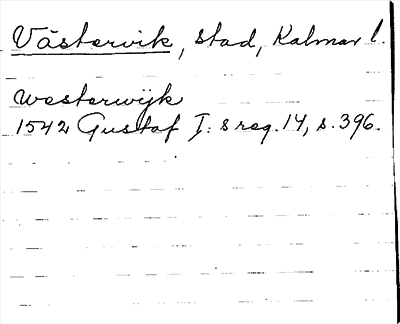 Västervik, stad, Kalmar l.
Westerwijk
1542 Gustaf I:s reg. 14, s. 396.